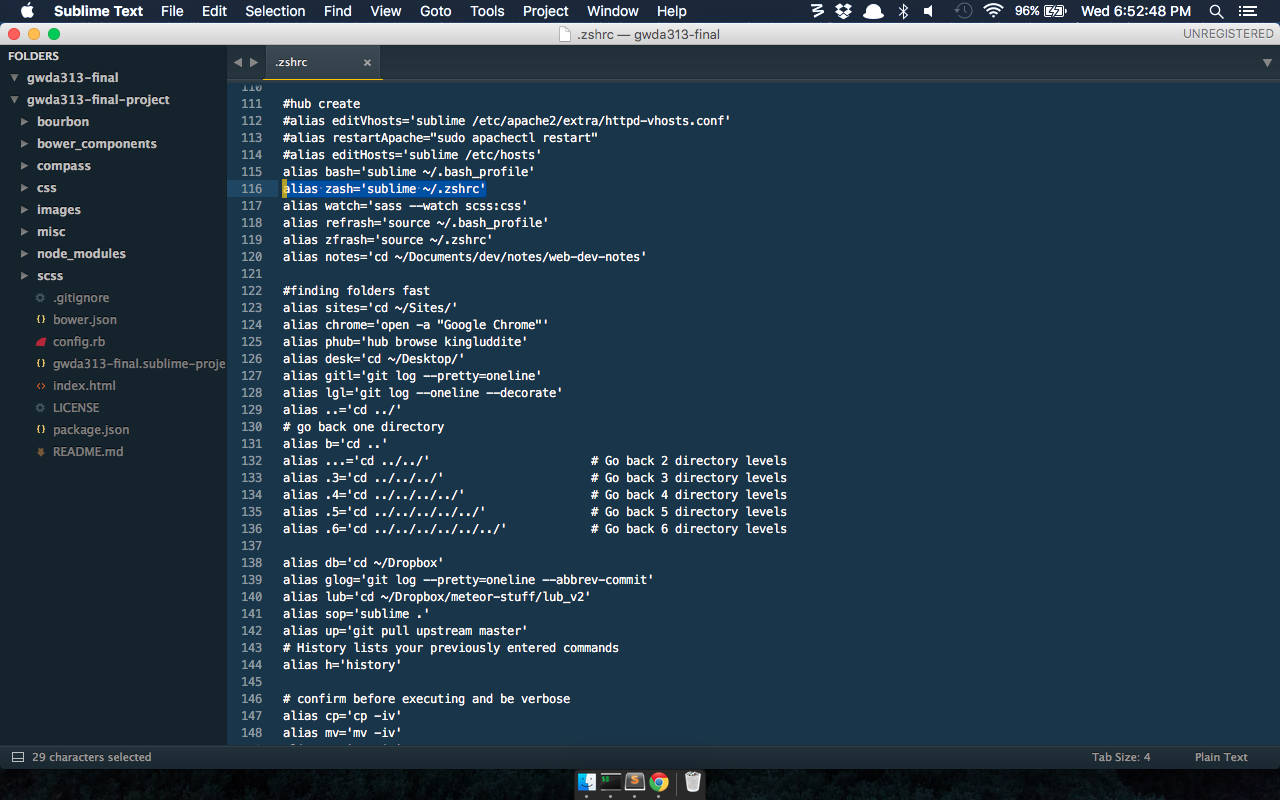 Sublime Text File Edit Selection Find View Goto Tools Project Window Help 96% Wed 6:52:48 PM
.zshrc — gwda313-final UNREGISTERED
FOLDERS
gwda313-final
gwda313-final-project
bourbon
bower_components
compass
css
images
misc
node_modules
scss
.gitignore
{} bower.json
config.rb
{} gwda313-final.sublime-proje
<> index.html
LICENSE
{} package.json
README.md
.zshrc ×
110
111 #hub create
112 #alias editVhosts='sublime /etc/apache2/extra/httpd-vhosts.conf'
113 #alias restartApache="sudo apachectl restart"
114 #alias editHosts='sublime /etc/hosts'
115 alias bash='sublime ~/.bash_profile'
116 alias zash='sublime ~/.zshrc'
117 alias watch='sass --watch scss:css'
118 alias refrash='source ~/.bash_profile'
119 alias zfrash='source ~/.zshrc'
120 alias notes='cd ~/Documents/dev/notes/web-dev-notes'
121
122 #finding folders fast
123 alias sites='cd ~/Sites/'
124 alias chrome='open -a "Google Chrome"'
125 alias phub='hub browse kingluddite'
126 alias desk='cd ~/Desktop/'
127 alias gitl='git log --pretty=oneline'
128 alias lgl='git log --oneline --decorate'
129 alias ..='cd ../'
130 # go back one directory
131 alias b='cd ..'
132 alias ...='cd ../../' # Go back 2 directory levels
133 alias .3='cd ../../../' # Go back 3 directory levels
134 alias .4='cd ../../../../' # Go back 4 directory levels
135 alias .5='cd ../../../../../' # Go back 5 directory levels
136 alias .6='cd ../../../../../../' # Go back 6 directory levels
137
138 alias db='cd ~/Dropbox'
139 alias glog='git log --pretty=oneline --abbrev-commit'
140 alias lub='cd ~/Dropbox/meteor-stuff/lub_v2'
141 alias sop='sublime .'
142 alias up='git pull upstream master'
143 # History lists your previously entered commands
144 alias h='history'
145
146 # confirm before executing and be verbose
147 alias cp='cp -iv'
148 alias mv='mv -iv'
29 characters selected Tab Size: 4 Plain Text